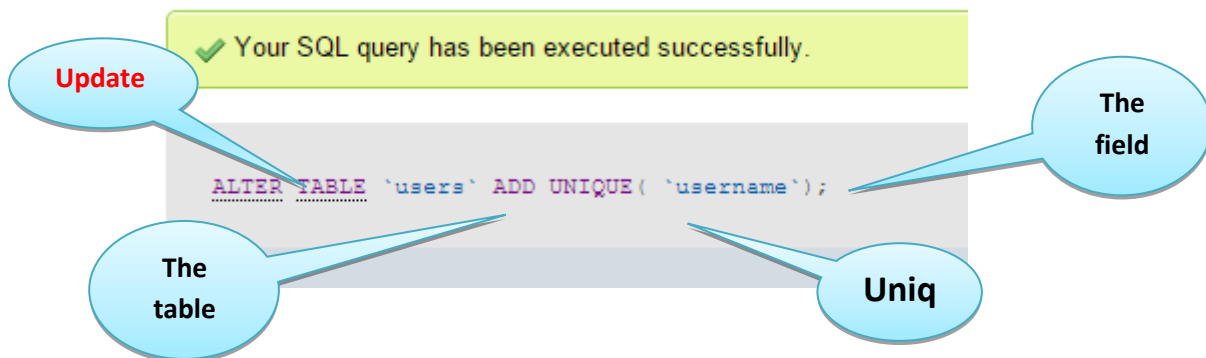 Your SQL query has been executed successfully.
Update
The
field
ALTER TABLE `users` ADD UNIQUE( `username`);
The
table
Uniq